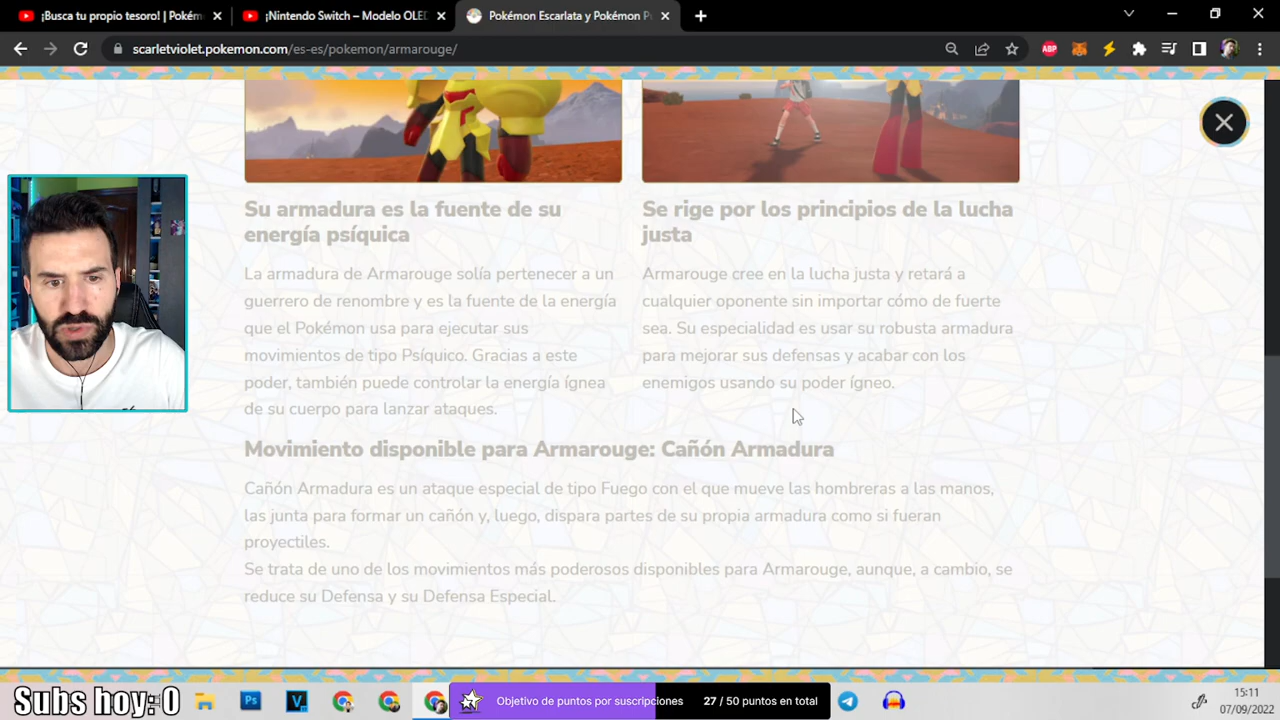 ¡Busca tu propio tesoro! | Pokém
¡Nintendo Switch – Modelo OLED
Pokémon Escarlata y Pokémon P
scarletviolet.pokemon.com/es-es/pokemon/armarouge/
ABP
Su armadura es la fuente de su
energía psíquica
La armadura de Armarouge solía pertenecer a un
guerrero de renombre y es la fuente de la energía
que el Pokémon usa para ejecutar sus
movimientos de tipo Psíquico. Gracias a este
poder, también puede controlar la energía ígnea
de su cuerpo para lanzar ataques.
Se rige por los principios de la lucha
justa
Armarouge cree en la lucha justa y retará a
cualquier oponente sin importar cómo de fuerte
sea. Su especialidad es usar su robusta armadura
para mejorar sus defensas y acabar con los
enemigos usando su poder ígneo.
Movimiento disponible para Armarouge: Cañón Armadura
Cañón Armadura es un ataque especial de tipo Fuego con el que mueve las hombreras a las manos,
las junta para formar un cañón y, luego, dispara partes de su propia armadura como si fueran
proyectiles.
Se trata de uno de los movimientos más poderosos disponibles para Armarouge, aunque, a cambio, se
reduce su Defensa y su Defensa Especial.
Subs hoy: 0
Ps
V
Objetivo de puntos por suscripciones
27 / 50 puntos en total
15:11
07/09/2022